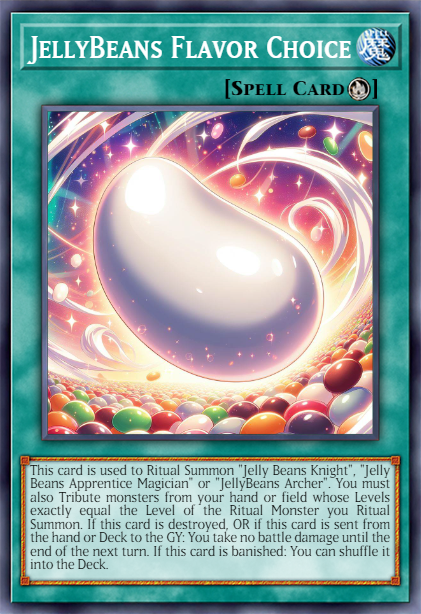 JellyBeans Flavor Choice
魔
[Spell Card]
This card is used to Ritual Summon "Jelly Beans Knight", "Jelly
Beans Apprentice Magician" or "JellyBeans Archer". You must
also Tribute monsters from your hand or field whose Levels
exactly equal the Level of the Ritual Monster you Ritual
Summon. If this card is destroyed, OR if this card is sent from
the hand or Deck to the GY: You take no battle damage until the
end of the next turn. If this card is banished: You can shuffle it
into the Deck.